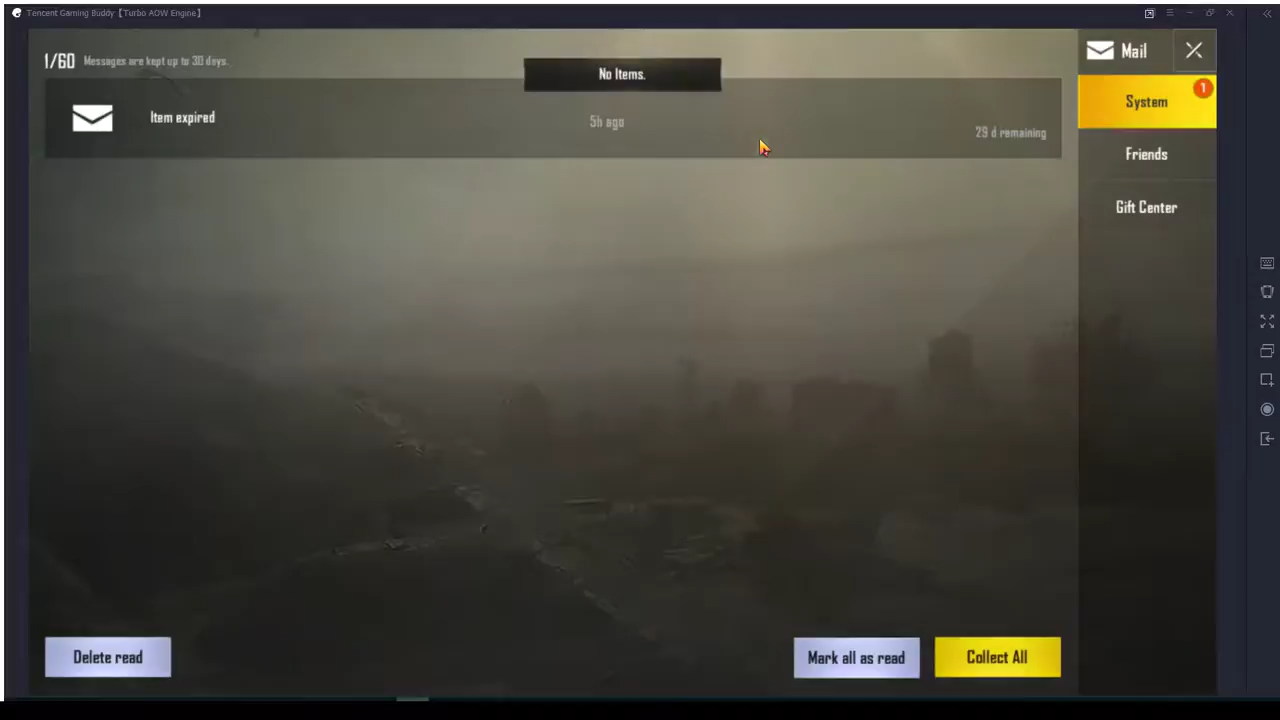 Tencent Gaming Buddy【Turbo AOW Engine】
1/60 Messages are kept up to 30 days.
No Items.
Mail
Item expired
5h ago
29 d remaining
System
1
Friends
Gift Center
Delete read
Mark all as read
Collect All